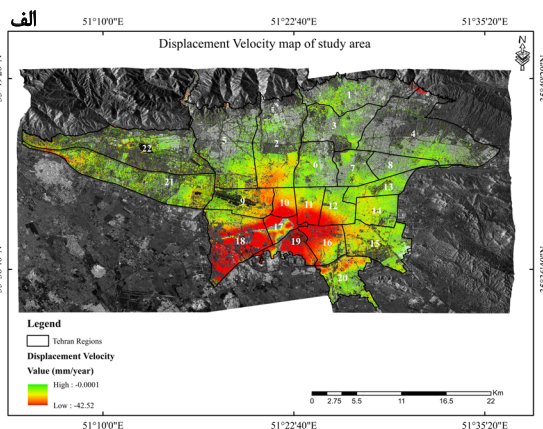 الف
51°10'0"E 51°22'40"E 51°35'20"E
Displacement Velocity map of study area
N
1
2
3
4
22
2
6
8
21
13
9
10
11
12
14
17
18
19
16
15
20
Legend
Tehran Regions
Displacement Velocity
Value (mm/year)
High : -0.0001
Low : -42.52
Km
0 2.75 5.5 11 16.5 22
51°10'0"E 51°22'40"E 51°35'20"E